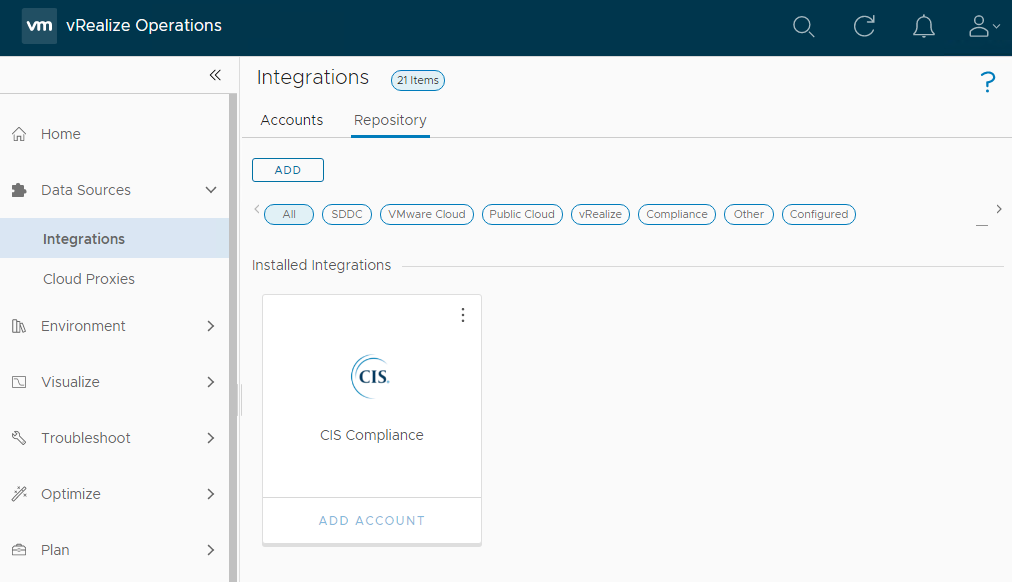 vm vRealize Operations
Integrations 21 Items
?
Accounts Repository
Home
ADD
Data Sources
All SDDC VMware Cloud Public Cloud vRealize Compliance Other Configured
Integrations
Installed Integrations
Cloud Proxies
Environment
Visualize
CIS.
Troubleshoot
CIS Compliance
Optimize
ADD ACCOUNT
Plan